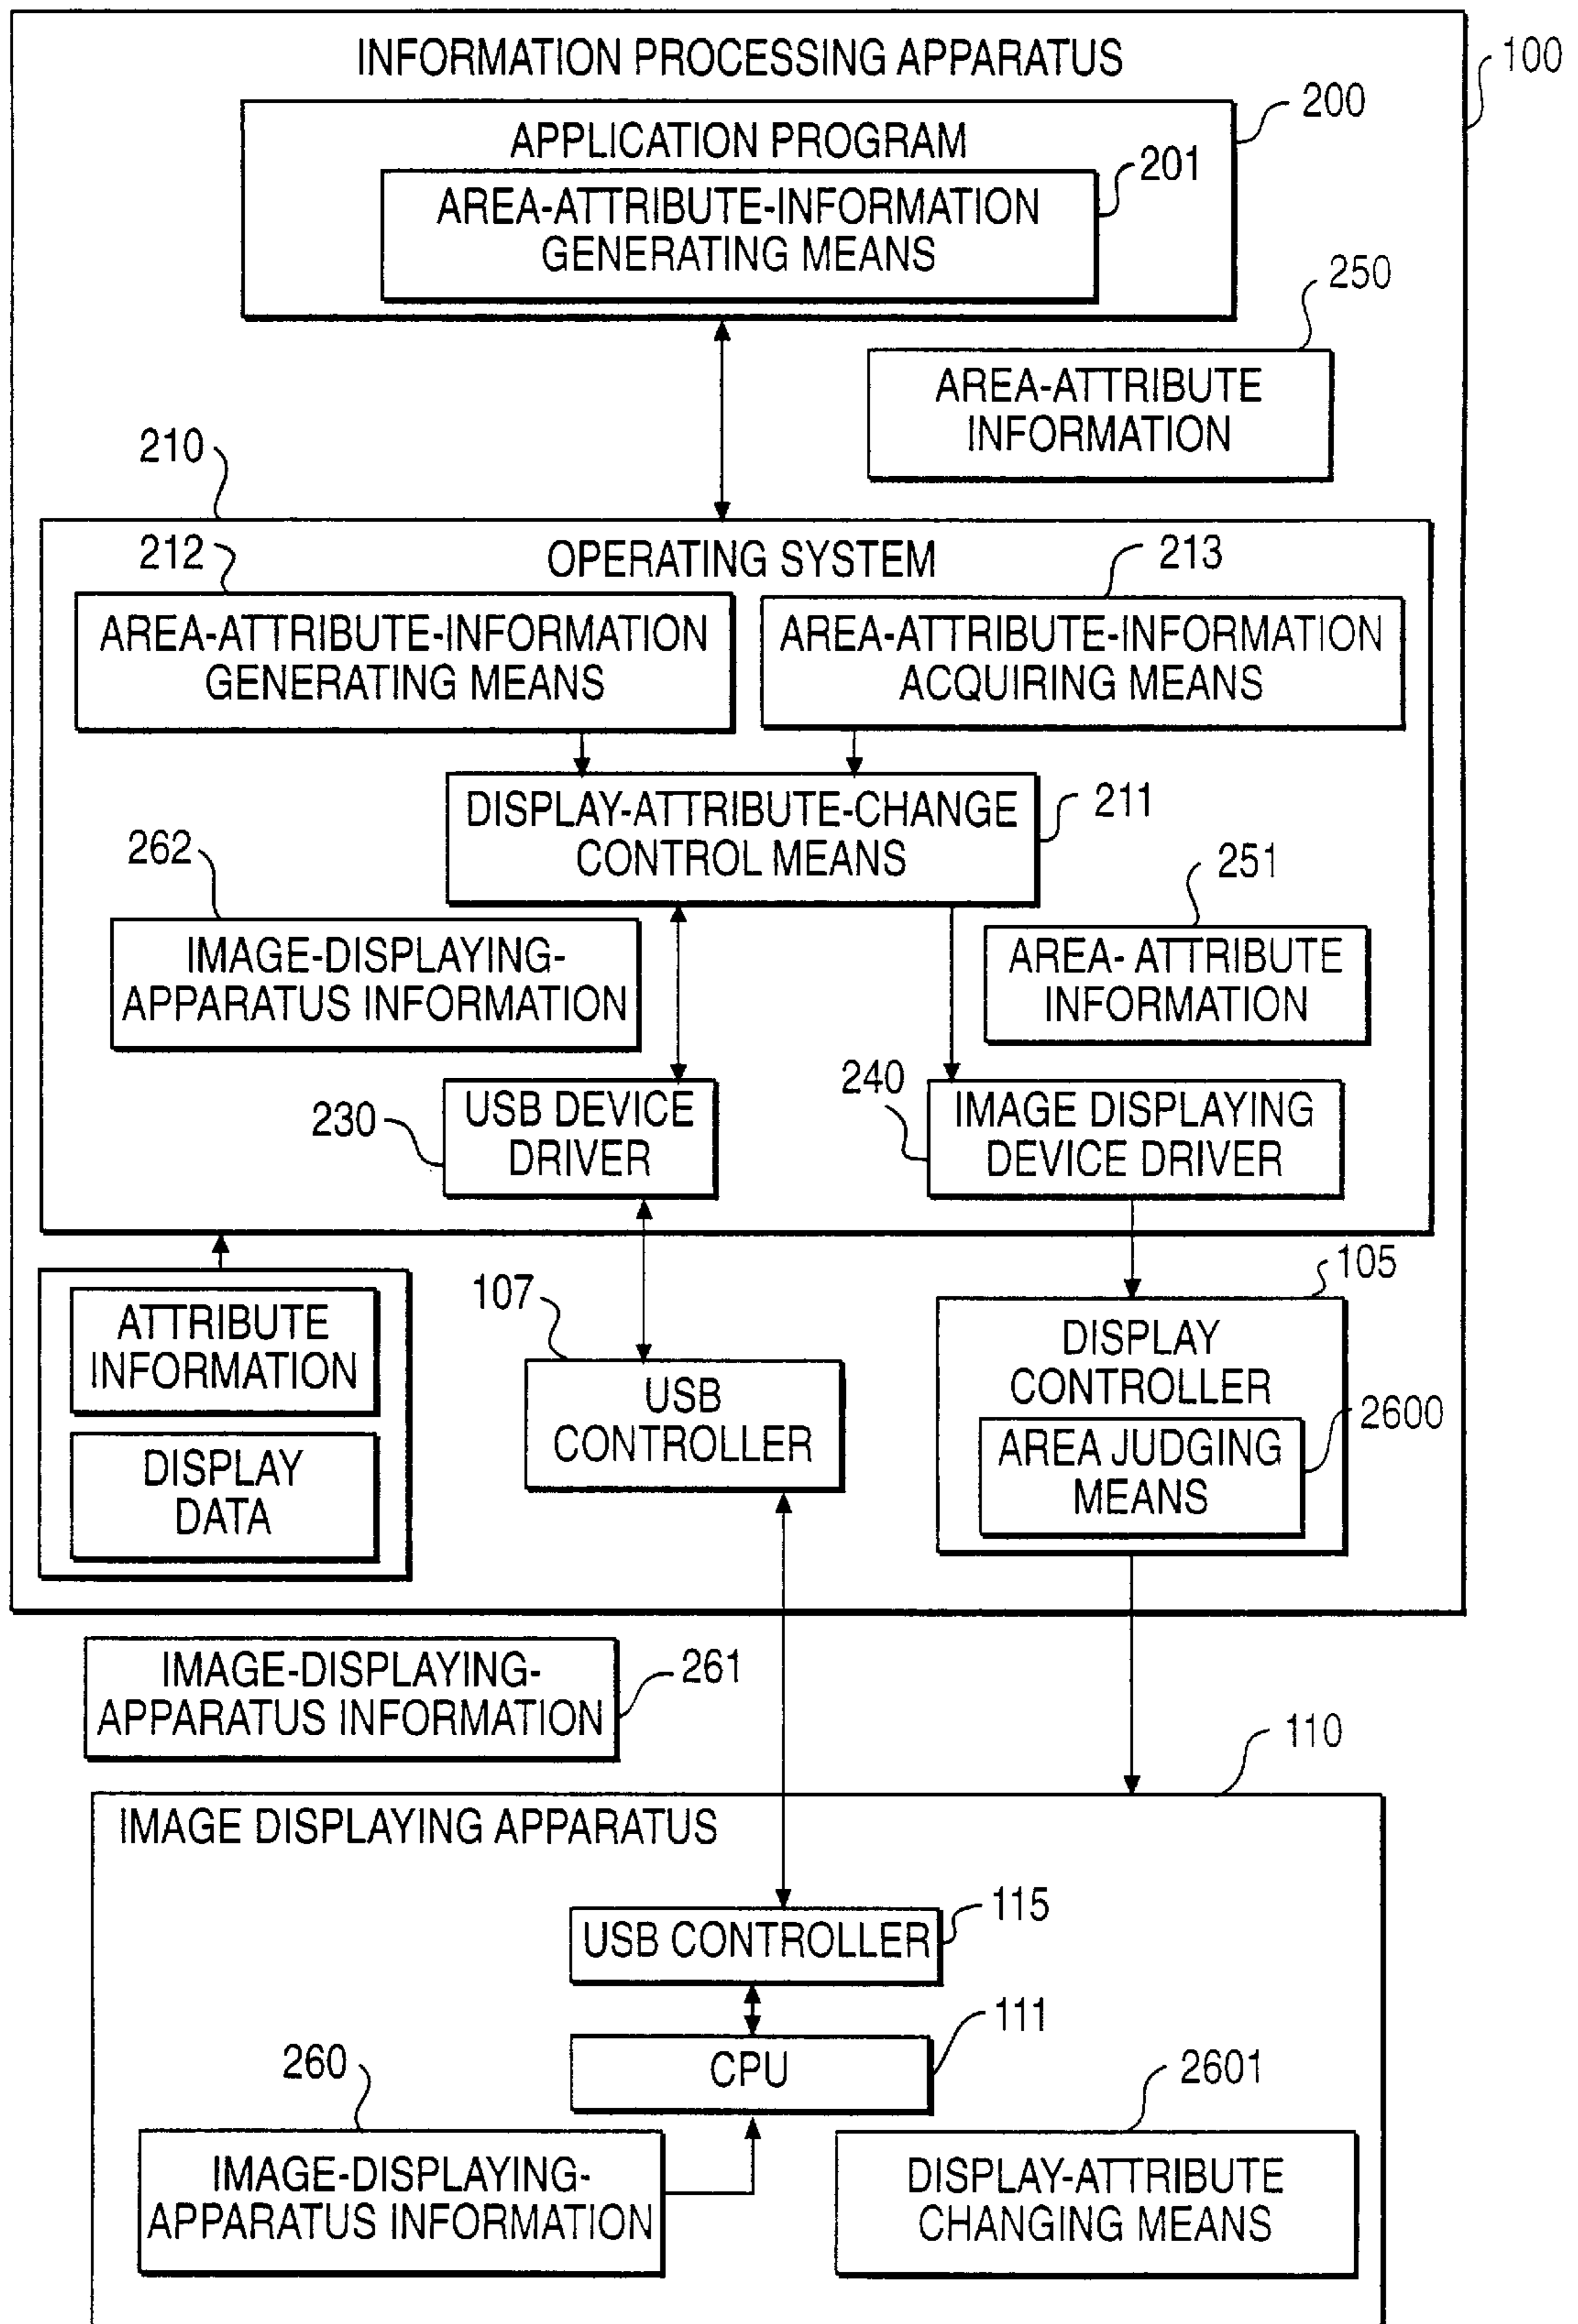 INFORMATION PROCESSING APPARATUS
100
200
APPLICATION PROGRAM
201
AREA-ATTRIBUTE-INFORMATION
GENERATING MEANS
250
AREA-ATTRIBUTE
INFORMATION
210
OPERATING SYSTEM
212
213
AREA-ATTRIBUTE-INFORMATION
GENERATING MEANS
AREA-ATTRIBUTE-INFORMATION
ACQUIRING MEANS
DISPLAY-ATTRIBUTE-CHANGE
CONTROL MEANS
211
262
251
IMAGE-DISPLAYING-
APPARATUS INFORMATION
AREA- ATTRIBUTE
INFORMATION
230
USB DEVICE
DRIVER
240
IMAGE DISPLAYING
DEVICE DRIVER
ATTRIBUTE
INFORMATION
DISPLAY
DATA
107
USB
CONTROLLER
105
DISPLAY
CONTROLLER
2600
AREA JUDGING
MEANS
IMAGE-DISPLAYING-
APPARATUS INFORMATION
261
110
IMAGE DISPLAYING APPARATUS
115
USB CONTROLLER
111
CPU
260
2601
IMAGE-DISPLAYING-
APPARATUS INFORMATION
DISPLAY-ATTRIBUTE
CHANGING MEANS